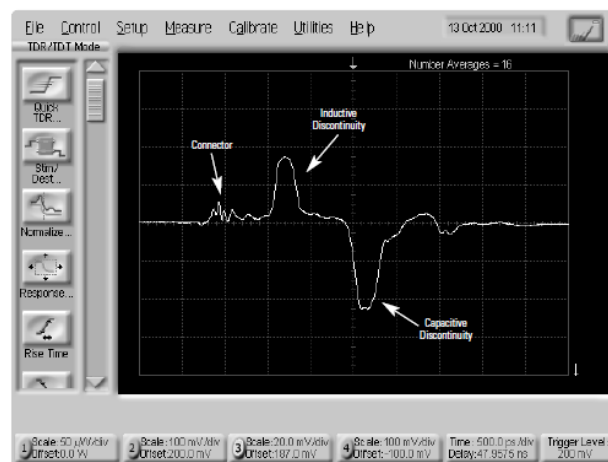 File Control Setup Measure Calibrate Utilities Help 13 Oct 2000 11:11
TDR/TDT Mode
Number Averages = 16
Quick
TDR...
Stim/
Dest...
Normalize...
Response...
Rise Time
Connector
Inductive
Discontinuity
Capacitive
Discontinuity
1 Scale:50 µW/div
Offset:0.0 W
2 Scale:100 mV/div
Offset:200.0 mV
3 Scale:20.0 mV/div
Offset:187.0 mV
4 Scale:100 mV/div
Offset:-100.0 mV
Time:500.0 ps/div
Delay:47.9575 ns
Trigger Level:
200 mV